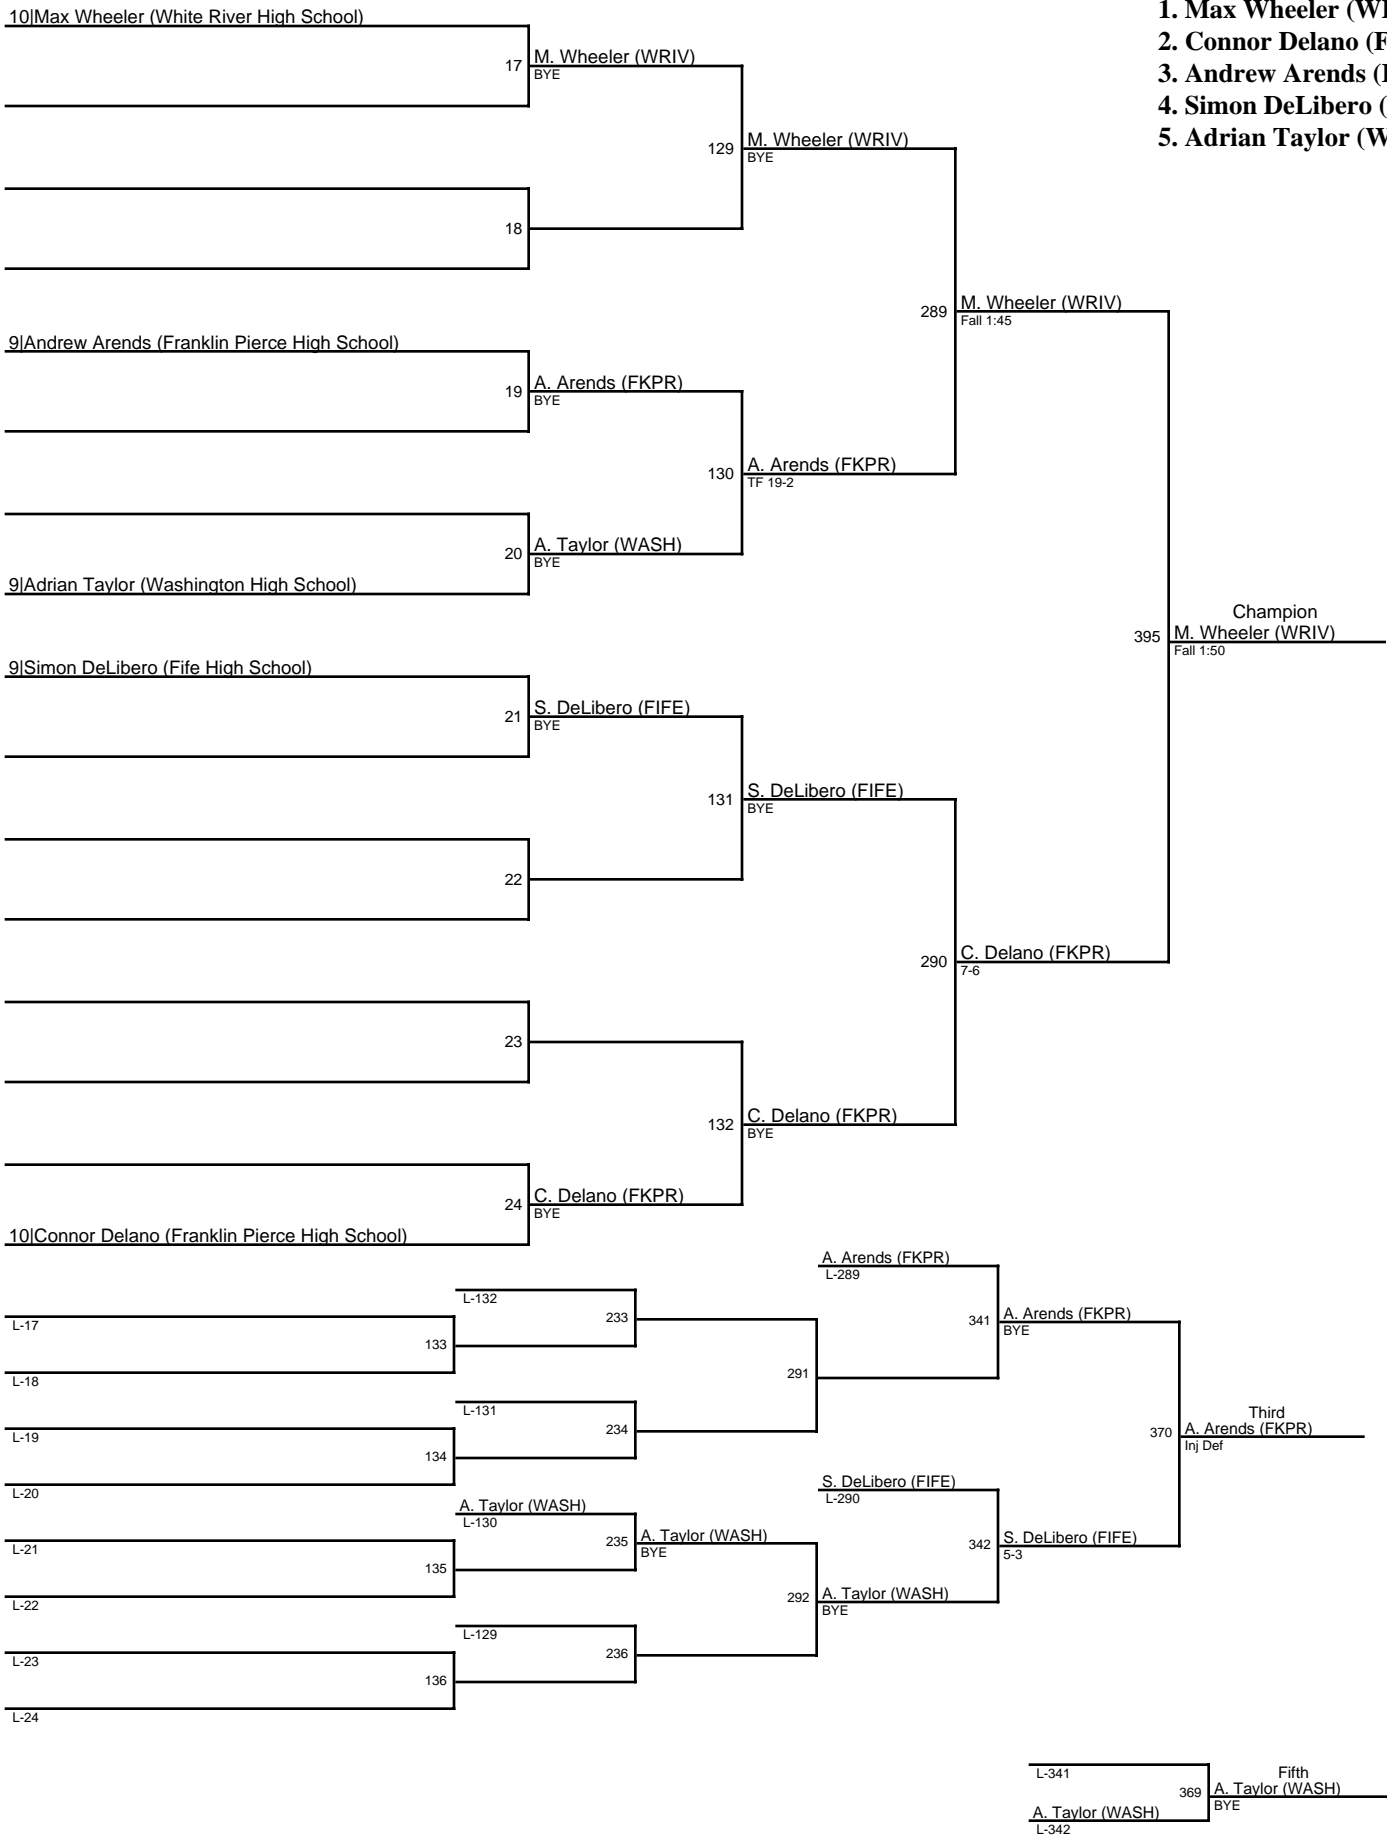 10|Max Wheeler (White River High School)
1. Max Wheeler (
2. Connor Delano (
3. Andrew Arends (
4. Simon DeLibero (
5. Adrian Taylor (
17 M. Wheeler (WRIV)
BYE
129 M. Wheeler (WRIV)
BYE
18
289 M. Wheeler (WRIV)
Fall 1:45
9|Andrew Arends (Franklin Pierce High School)
19 A. Arends (FKPR)
BYE
130 A. Arends (FKPR)
TF 19-2
20 A. Taylor (WASH)
BYE
9|Adrian Taylor (Washington High School)
Champion
395 M. Wheeler (WRIV)
Fall 1:50
9|Simon DeLibero (Fife High School)
21 S. DeLibero (FIFE)
BYE
131 S. DeLibero (FIFE)
BYE
22
290 C. Delano (FKPR)
7-6
23
132 C. Delano (FKPR)
BYE
24 C. Delano (FKPR)
BYE
10|Connor Delano (Franklin Pierce High School)
A. Arends (FKPR)
L-289
L-132
L-17
233
341 A. Arends (FKPR)
BYE
133
L-18
291
L-131
L-19
234
Third
370 A. Arends (FKPR)
Inj Def
134
L-20
S. DeLibero (FIFE)
L-290
A. Taylor (WASH)
L-130
L-21
235 A. Taylor (WASH)
BYE
342 S. DeLibero (FIFE)
5-3
135
L-22
292 A. Taylor (WASH)
BYE
L-129
L-23
236
136
L-24
L-341
Fifth
369 A. Taylor (WASH)
BYE
A. Taylor (WASH)
L-342